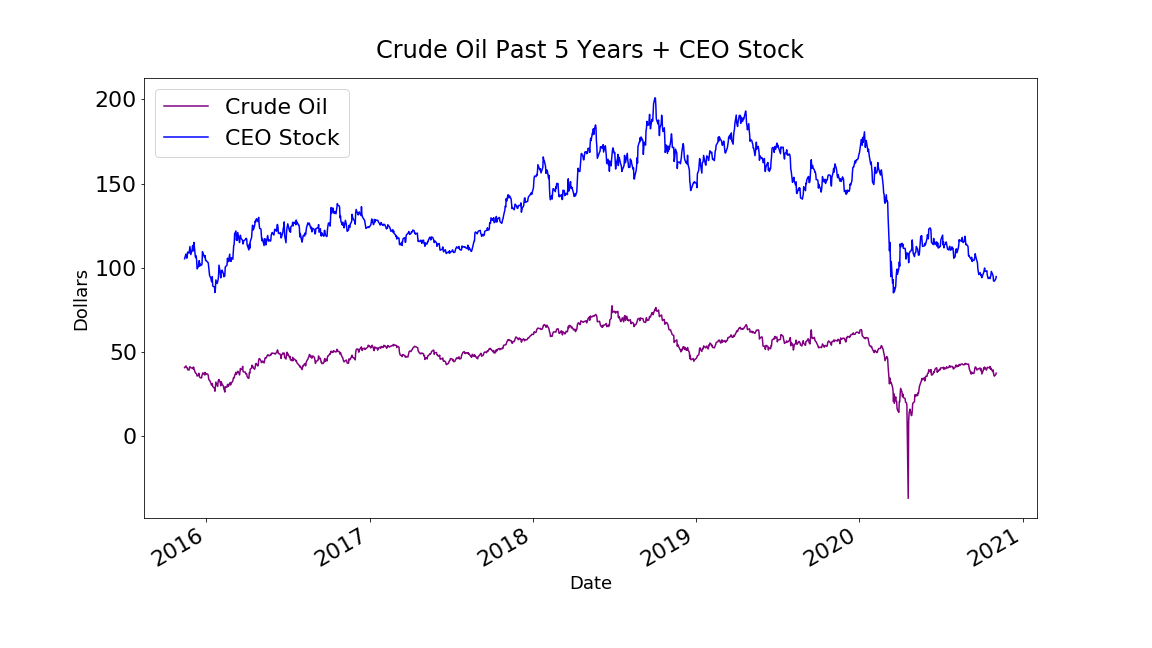 Crude Oil Past 5 Years + CEO Stock
Crude Oil
CEO Stock
200
150
100
50
0
Dollars
2016
2017
2018
2019
2020
2021
Date